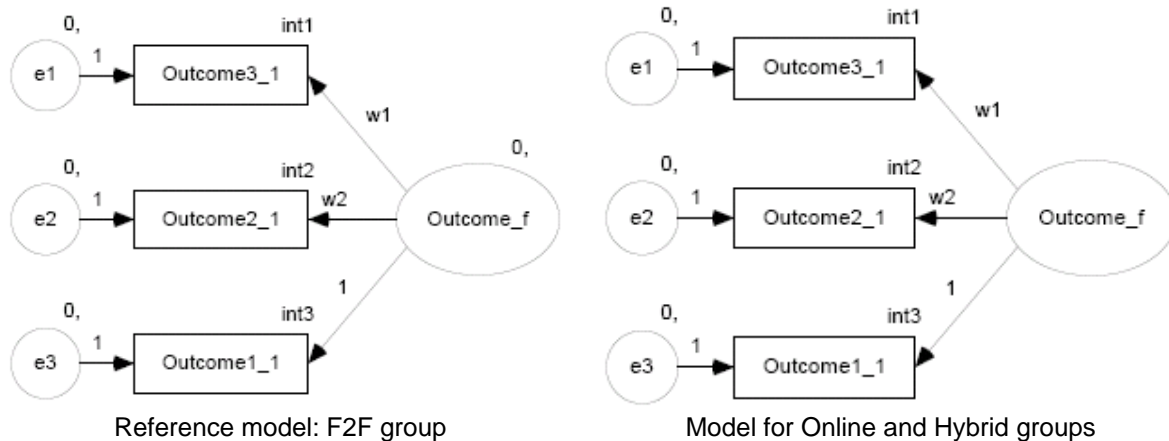 0,
int1
1
e1
Outcome3_1
w1
0,
0,
int2
1
w2
e2
Outcome2_1
Outcome_f
1
0,
int3
1
e3
Outcome1_1
Reference model: F2F group
0,
int1
1
e1
Outcome3_1
w1
0,
int2
1
w2
e2
Outcome2_1
Outcome_f
1
0,
int3
1
e3
Outcome1_1
Model for Online and Hybrid groups